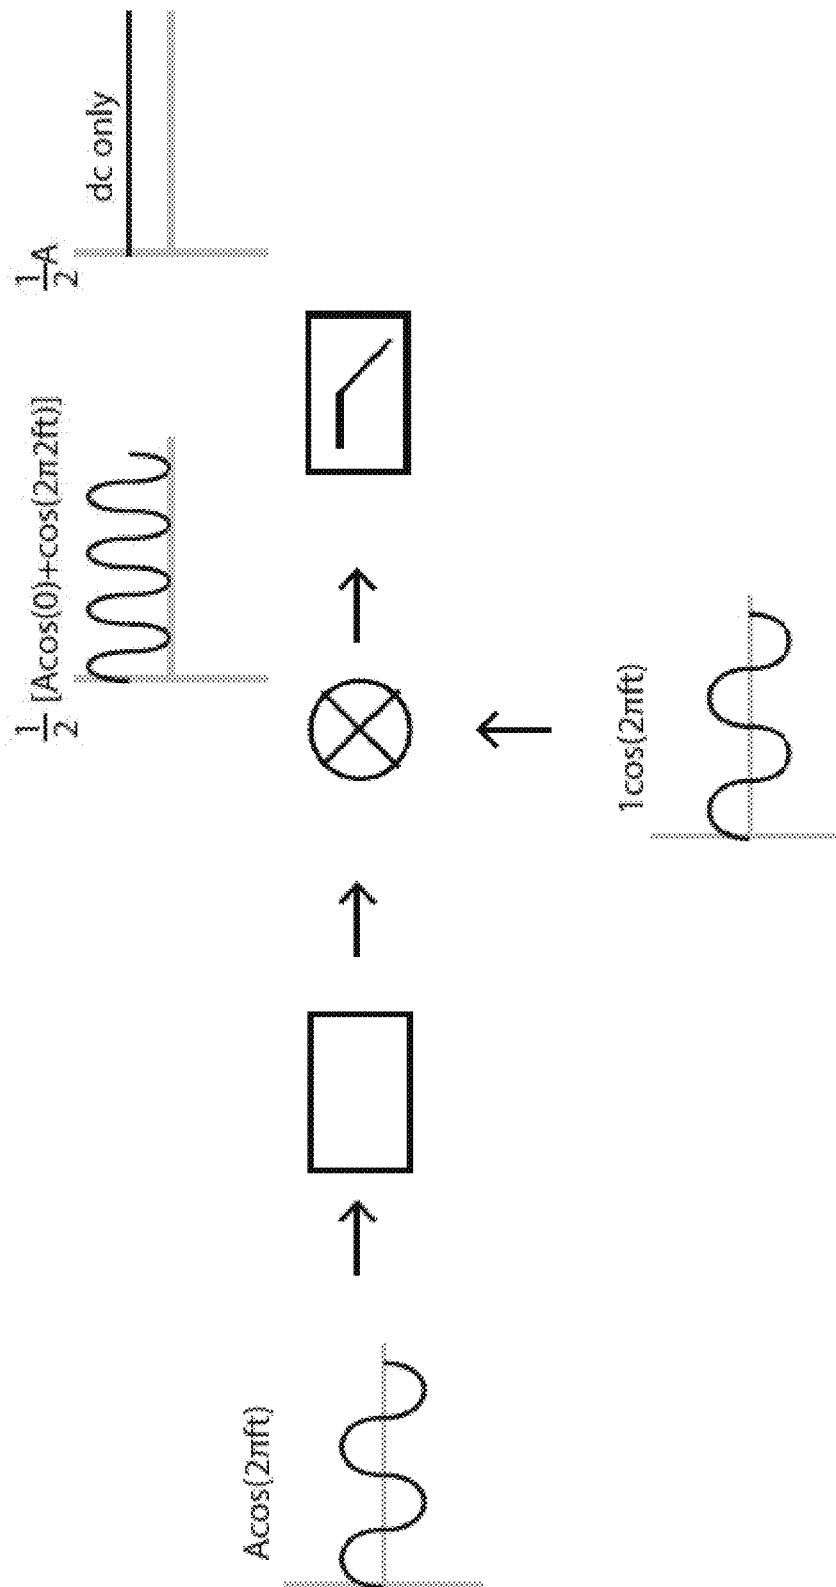 Acos(2πft)
1cos(2πft)
1/2 [Acos(0)+cos(2π2ft)]
1/2 A
dc only